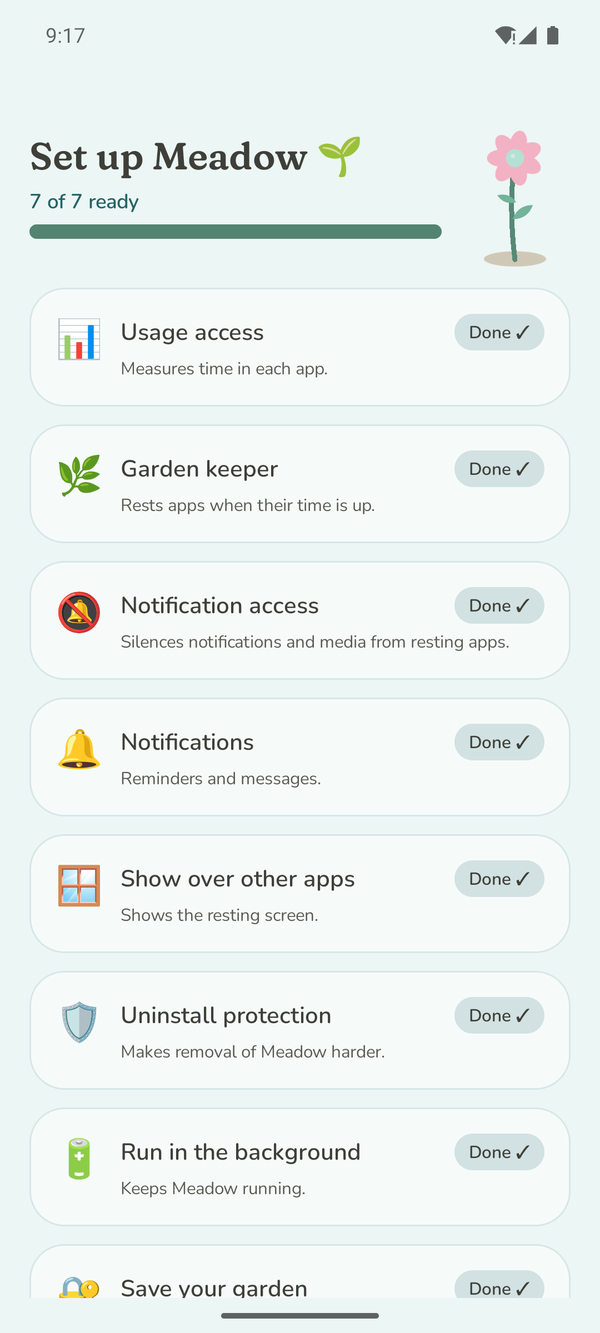 9:17
Set up Meadow 🌱
7 of 7 ready
Usage access
Done ✓
Measures time in each app.
Garden keeper
Done ✓
Rests apps when their time is up.
Notification access
Done ✓
Silences notifications and media from resting apps.
Notifications
Done ✓
Reminders and messages.
Show over other apps
Done ✓
Shows the resting screen.
Uninstall protection
Done ✓
Makes removal of Meadow harder.
Run in the background
Done ✓
Keeps Meadow running.
Save your garden
Done ✓